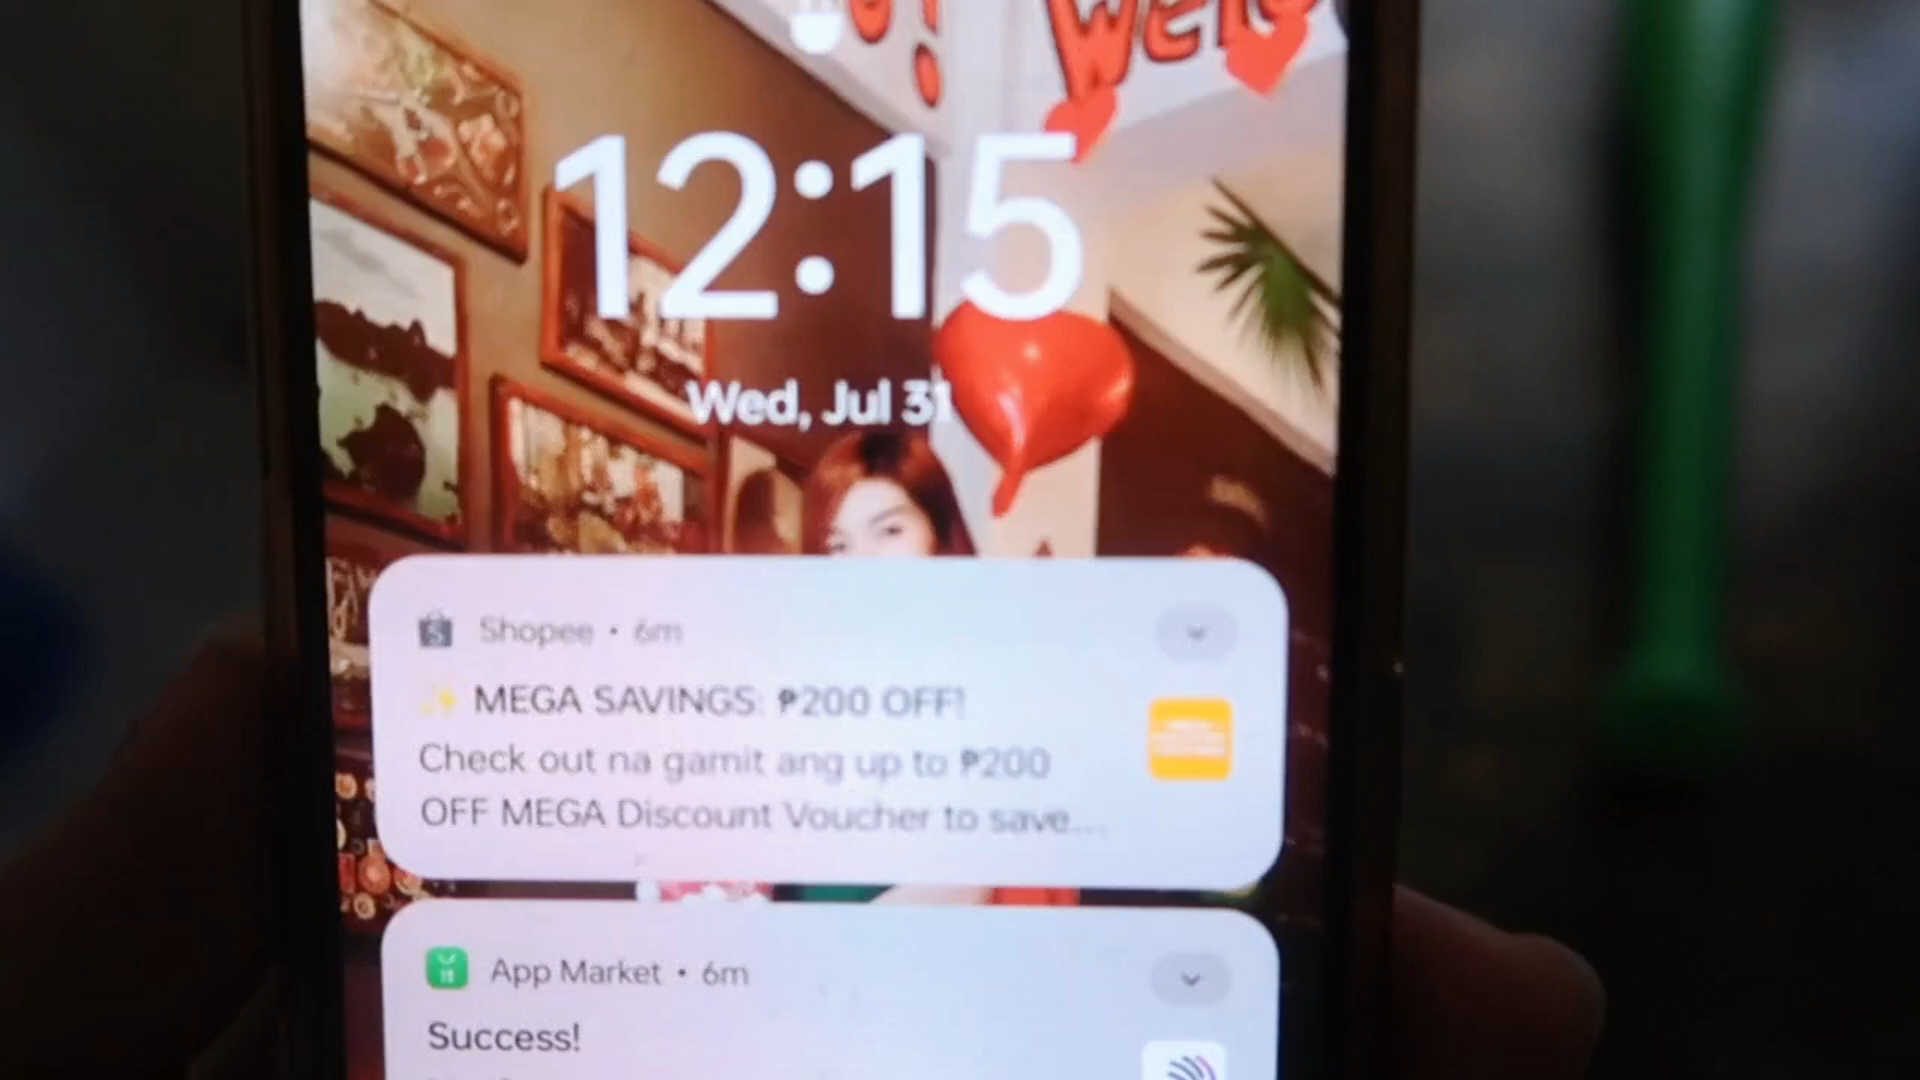 Welc
12:15
Wed, Jul 31
Shopee • 6m
✨ MEGA SAVINGS: ₱200 OFF!
Check out na gamit ang up to ₱200
OFF MEGA Discount Voucher to save....
App Market • 6m
Success!